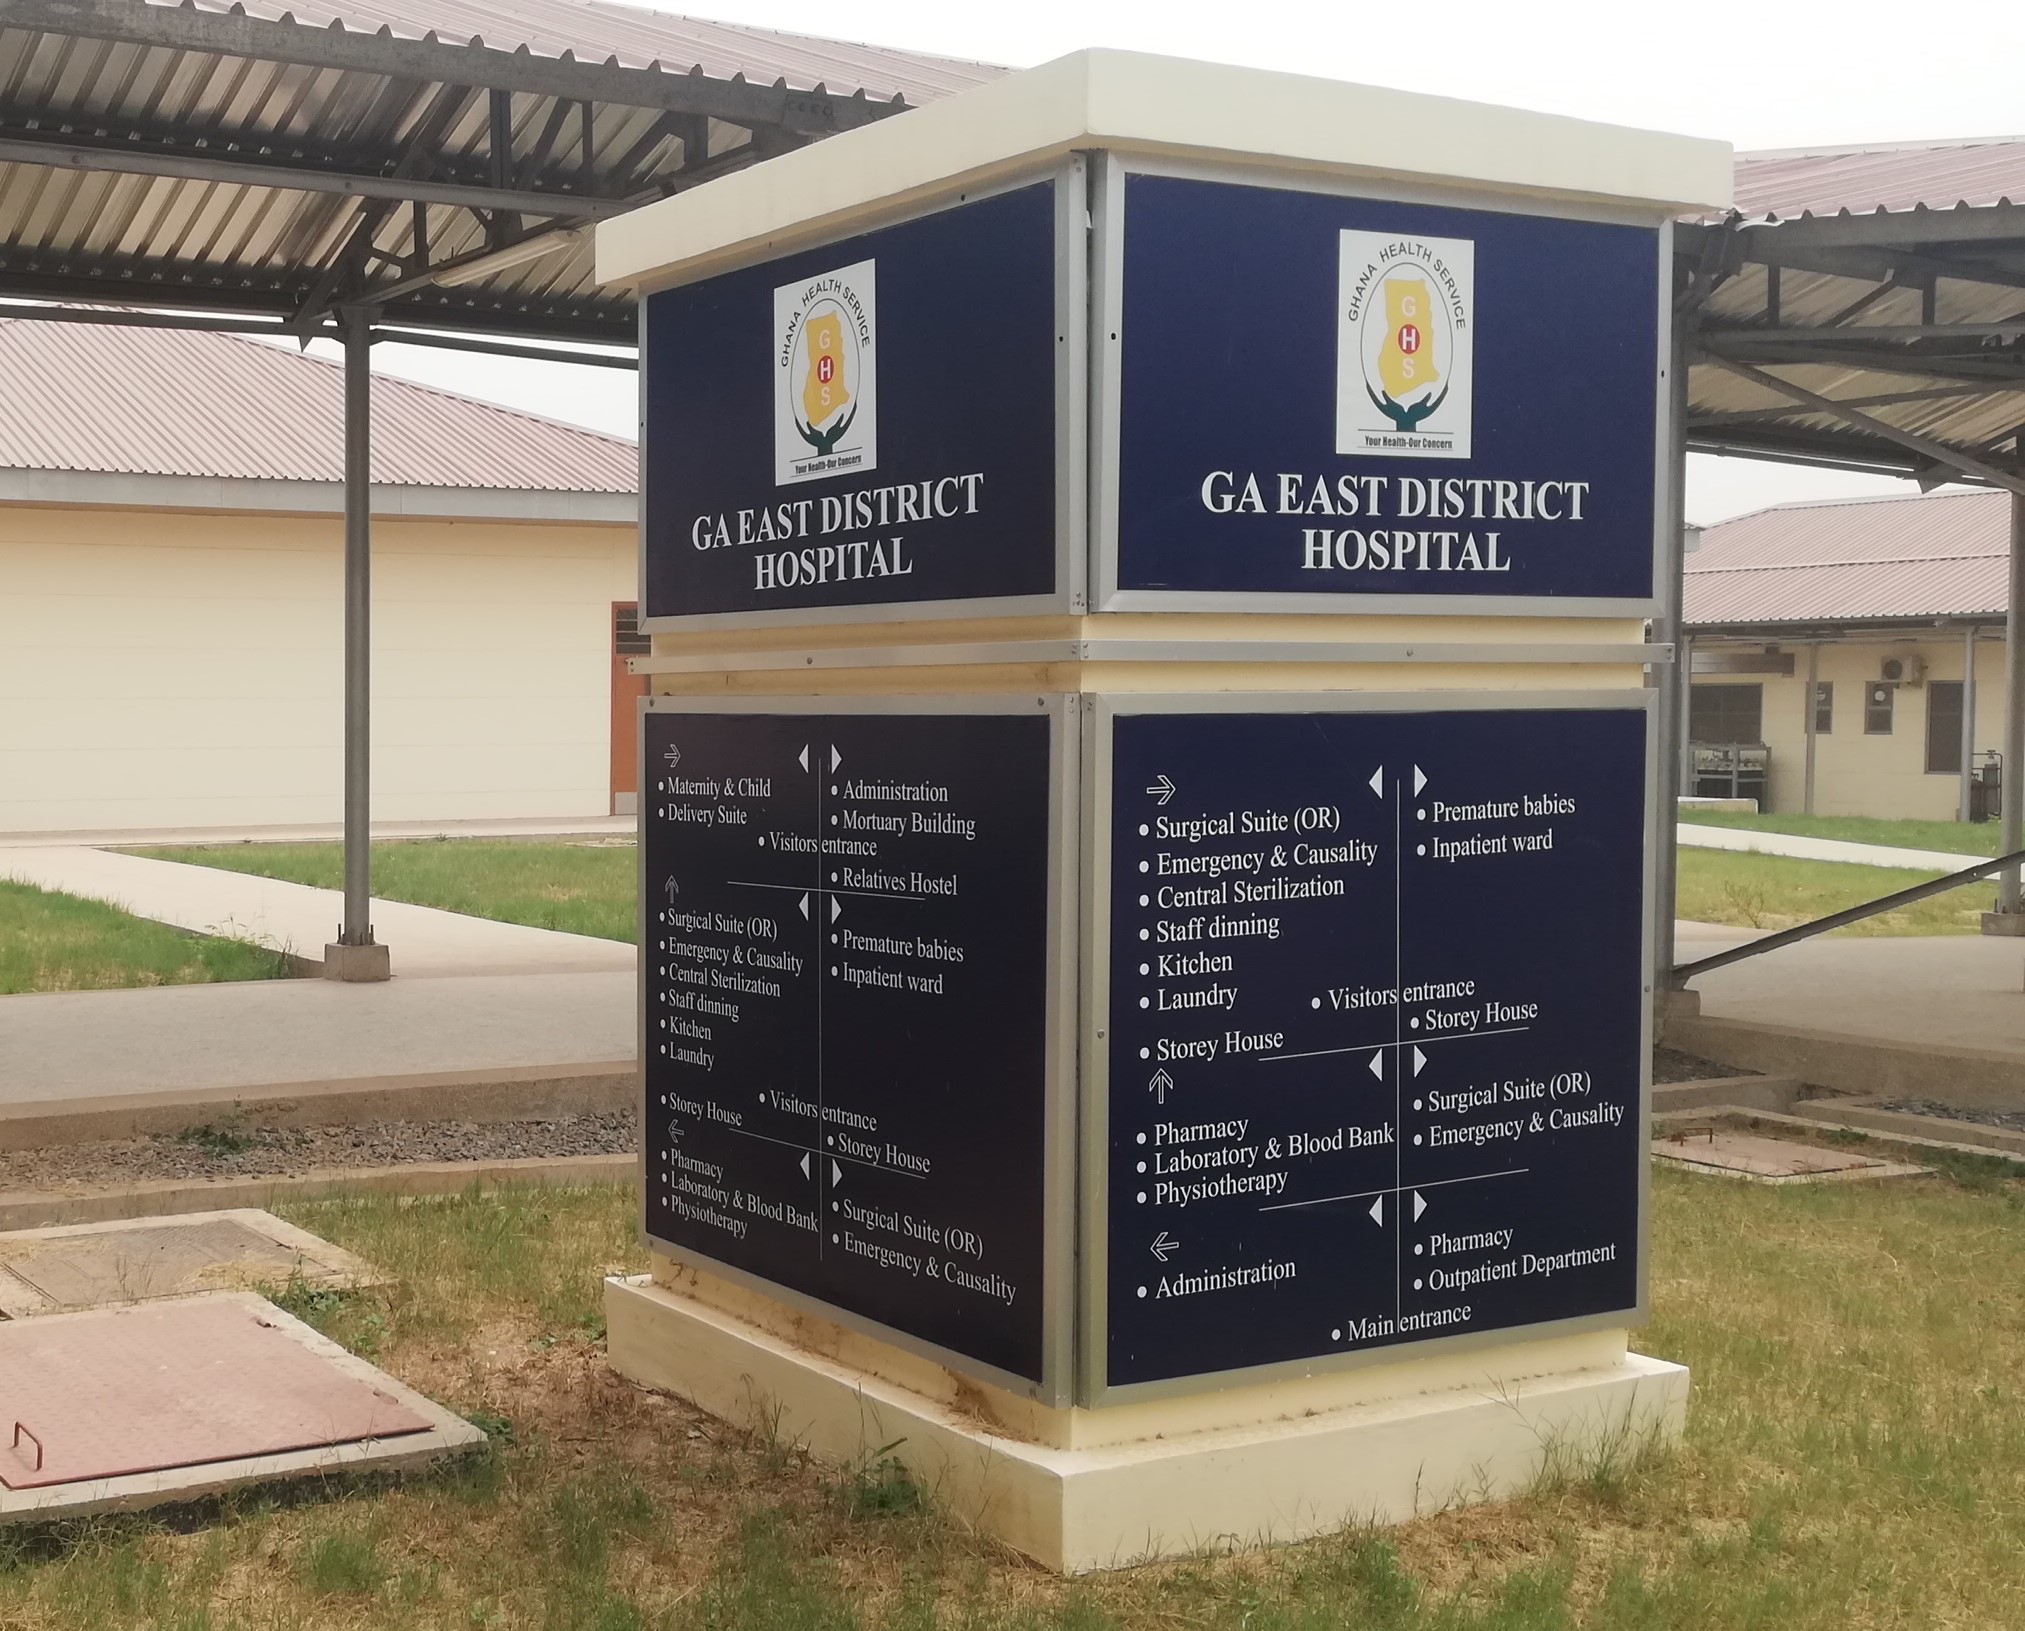 GHANA HEALTH SERVICE
G
H
S
Your Health-Our Concern
GA EAST DISTRICT
HOSPITAL
Maternity & Child
Delivery Suite
Administration
Mortuary Building
Visitors entrance
Relatives Hostel
Surgical Suite (OR)
Emergency & Causality
Central Sterilization
Staff dinning
Kitchen
Laundry
Premature babies
Inpatient ward
Visitors entrance
Storey House
Storey House
Pharmacy
Laboratory & Blood Bank
Physiotherapy
Surgical Suite (OR)
Emergency & Causality
GHANA HEALTH SERVICE
G
H
S
Your Health-Our Concern
GA EAST DISTRICT
HOSPITAL
Surgical Suite (OR)
Emergency & Causality
Central Sterilization
Staff dinning
Kitchen
Laundry
Premature babies
Inpatient ward
Visitors entrance
Storey House
Storey House
Pharmacy
Laboratory & Blood Bank
Physiotherapy
Surgical Suite (OR)
Emergency & Causality
Administration
Pharmacy
Outpatient Department
Main entrance